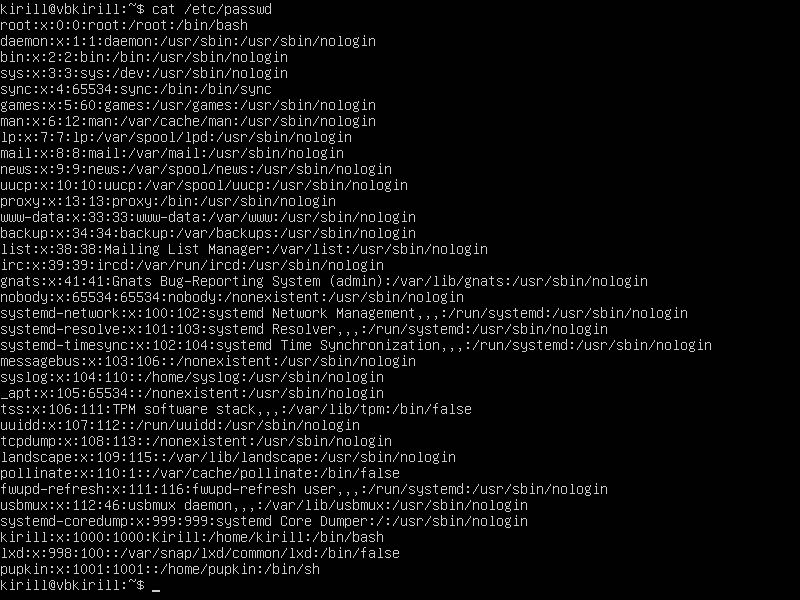 kirill@vbkirill:~$ cat /etc/passwd
root:x:0:0:root:/root:/bin/bash
daemon:x:1:1:daemon:/usr/sbin:/usr/sbin/nologin
bin:x:2:2:bin:/bin:/usr/sbin/nologin
sys:x:3:3:sys:/dev:/usr/sbin/nologin
sync:x:4:65534:sync:/bin:/bin/sync
games:x:5:60:games:/usr/games:/usr/sbin/nologin
man:x:6:12:man:/var/cache/man:/usr/sbin/nologin
lp:x:7:7:lp:/var/spool/lpd:/usr/sbin/nologin
mail:x:8:8:mail:/var/mail:/usr/sbin/nologin
news:x:9:9:news:/var/spool/news:/usr/sbin/nologin
uucp:x:10:10:uucp:/var/spool/uucp:/usr/sbin/nologin
proxy:x:13:13:proxy:/bin:/usr/sbin/nologin
www-data:x:33:33:www-data:/var/www:/usr/sbin/nologin
backup:x:34:34:backup:/var/backups:/usr/sbin/nologin
list:x:38:38:Mailing List Manager:/var/list:/usr/sbin/nologin
irc:x:39:39:ircd:/var/run/ircd:/usr/sbin/nologin
gnats:x:41:41:Gnats Bug-Reporting System (admin):/var/lib/gnats:/usr/sbin/nologin
nobody:x:65534:65534:nobody:/nonexistent:/usr/sbin/nologin
systemd-network:x:100:102:systemd Network Management,,,:/run/systemd:/usr/sbin/nologin
systemd-resolve:x:101:103:systemd Resolver,,,:/run/systemd:/usr/sbin/nologin
systemd-timesync:x:102:104:systemd Time Synchronization,,,:/run/systemd:/usr/sbin/nologin
messagebus:x:103:106::/nonexistent:/usr/sbin/nologin
syslog:x:104:110::/home/syslog:/usr/sbin/nologin
_apt:x:105:65534::/nonexistent:/usr/sbin/nologin
tss:x:106:111:TPM software stack,,,:/var/lib/tpm:/bin/false
uuidd:x:107:112::/run/uuidd:/usr/sbin/nologin
tcpdump:x:108:113::/nonexistent:/usr/sbin/nologin
landscape:x:109:115::/var/lib/landscape:/usr/sbin/nologin
pollinate:x:110:1::/var/cache/pollinate:/bin/false
fwupd-refresh:x:111:116:fwupd-refresh user,,,:/run/systemd:/usr/sbin/nologin
usbmux:x:112:46:usbmux daemon,,,:/var/lib/usbmux:/usr/sbin/nologin
systemd-coredump:x:999:999:systemd Core Dumper:/:/usr/sbin/nologin
kirill:x:1000:1000:Kirill:/home/kirill:/bin/bash
lxd:x:998:100::/var/snap/lxd/common/lxd:/bin/false
pupkin:x:1001:1001::/home/pupkin:/bin/sh
kirill@vbkirill:~$ _